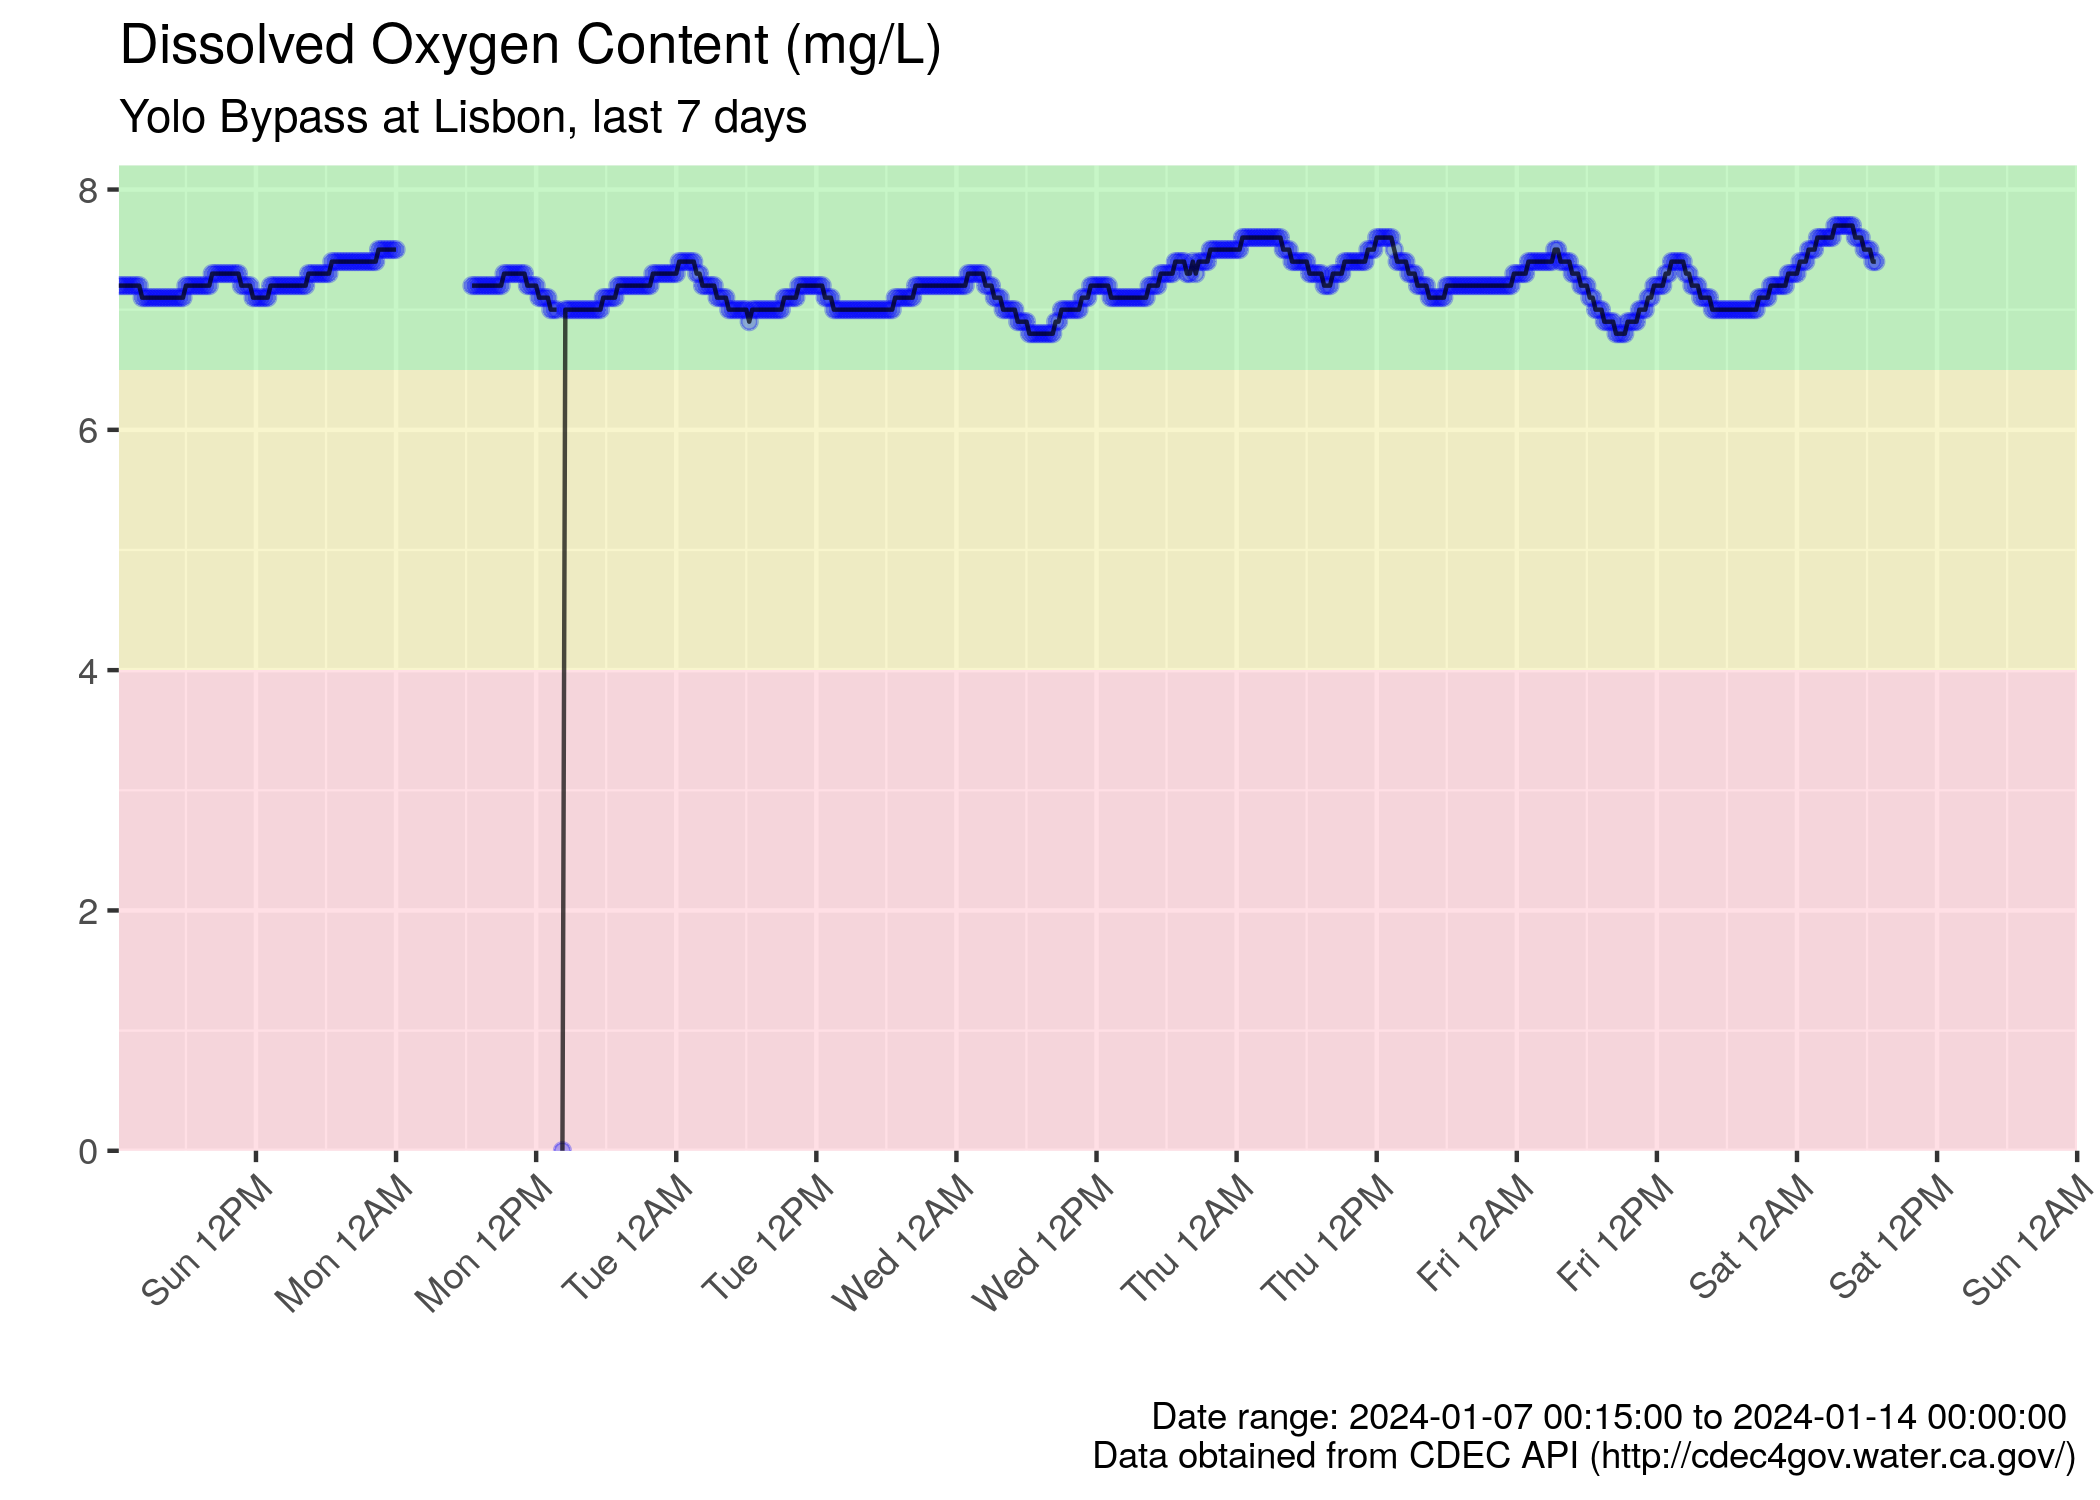 Dissolved Oxygen Content (mg/L)
Yolo Bypass at Lisbon, last 7 days
8
6
4
2
0
Sun 12PM
Mon 12AM
Mon 12PM
Tue 12AM
Tue 12PM
Wed 12AM
Wed 12PM
Thu 12AM
Thu 12PM
Fri 12AM
Fri 12PM
Sat 12AM
Sat 12PM
Sun 12AM
Date range: 2024-01-07 00:15:00 to 2024-01-14 00:00:00
Data obtained from CDEC API (http://cdec4gov.water.ca.gov/)